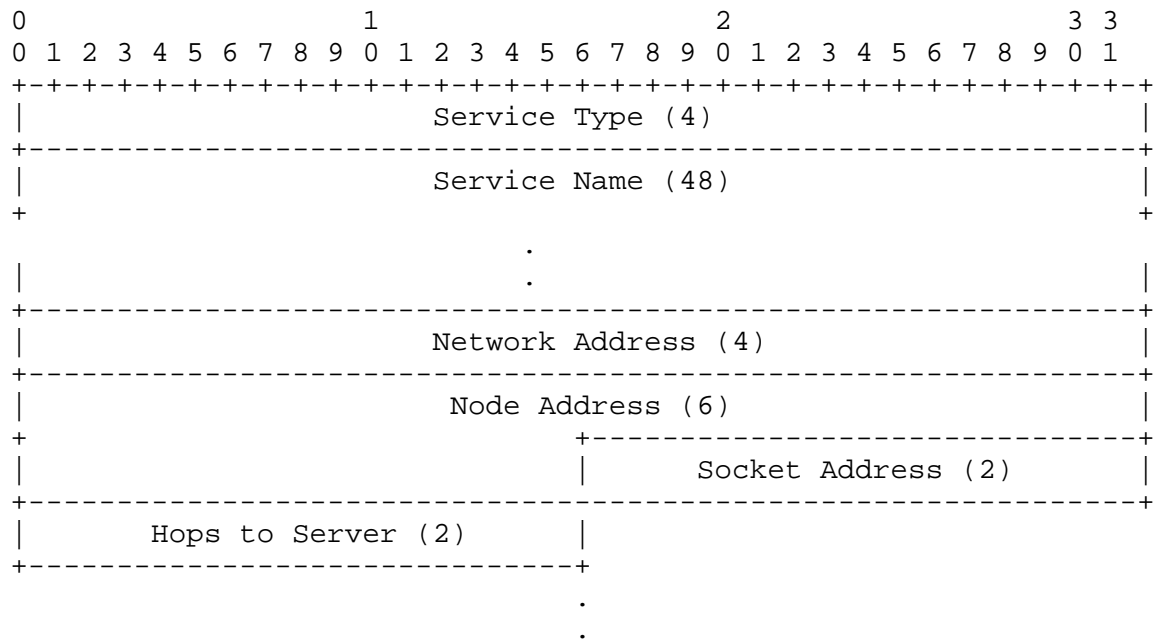 0                   1                   2                   3 3
0 1 2 3 4 5 6 7 8 9 0 1 2 3 4 5 6 7 8 9 0 1 2 3 4 5 6 7 8 9 0 1
+-+-+-+-+-+-+-+-+-+-+-+-+-+-+-+-+-+-+-+-+-+-+-+-+-+-+-+-+-+-+-+-+
|                       Service Type (4)                        |
+---------------------------------------------------------------+
|                       Service Name (48)                       |
+                                                               +
                             .
|                            .                                  |
+---------------------------------------------------------------+
|                       Network Address (4)                     |
+---------------------------------------------------------------+
|                        Node Address (6)                       |
+                               +-------------------------------+
|                               |      Socket Address (2)       |
+---------------------------------------------------------------+
|       Hops to Server (2)      |
+-------------------------------+
                                .
                                .